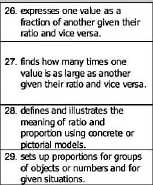 26. expresses one value as a
fraction of another given their
ratio and vice versa.
27. finds how many times one
value is as large as another
given their ratio and vice versa.
28. defines and illustrates the
meaning of ratio and
proportion using concrete or
pictorial models.
29. sets up proportions for groups
of objects or numbers and for
given situations.